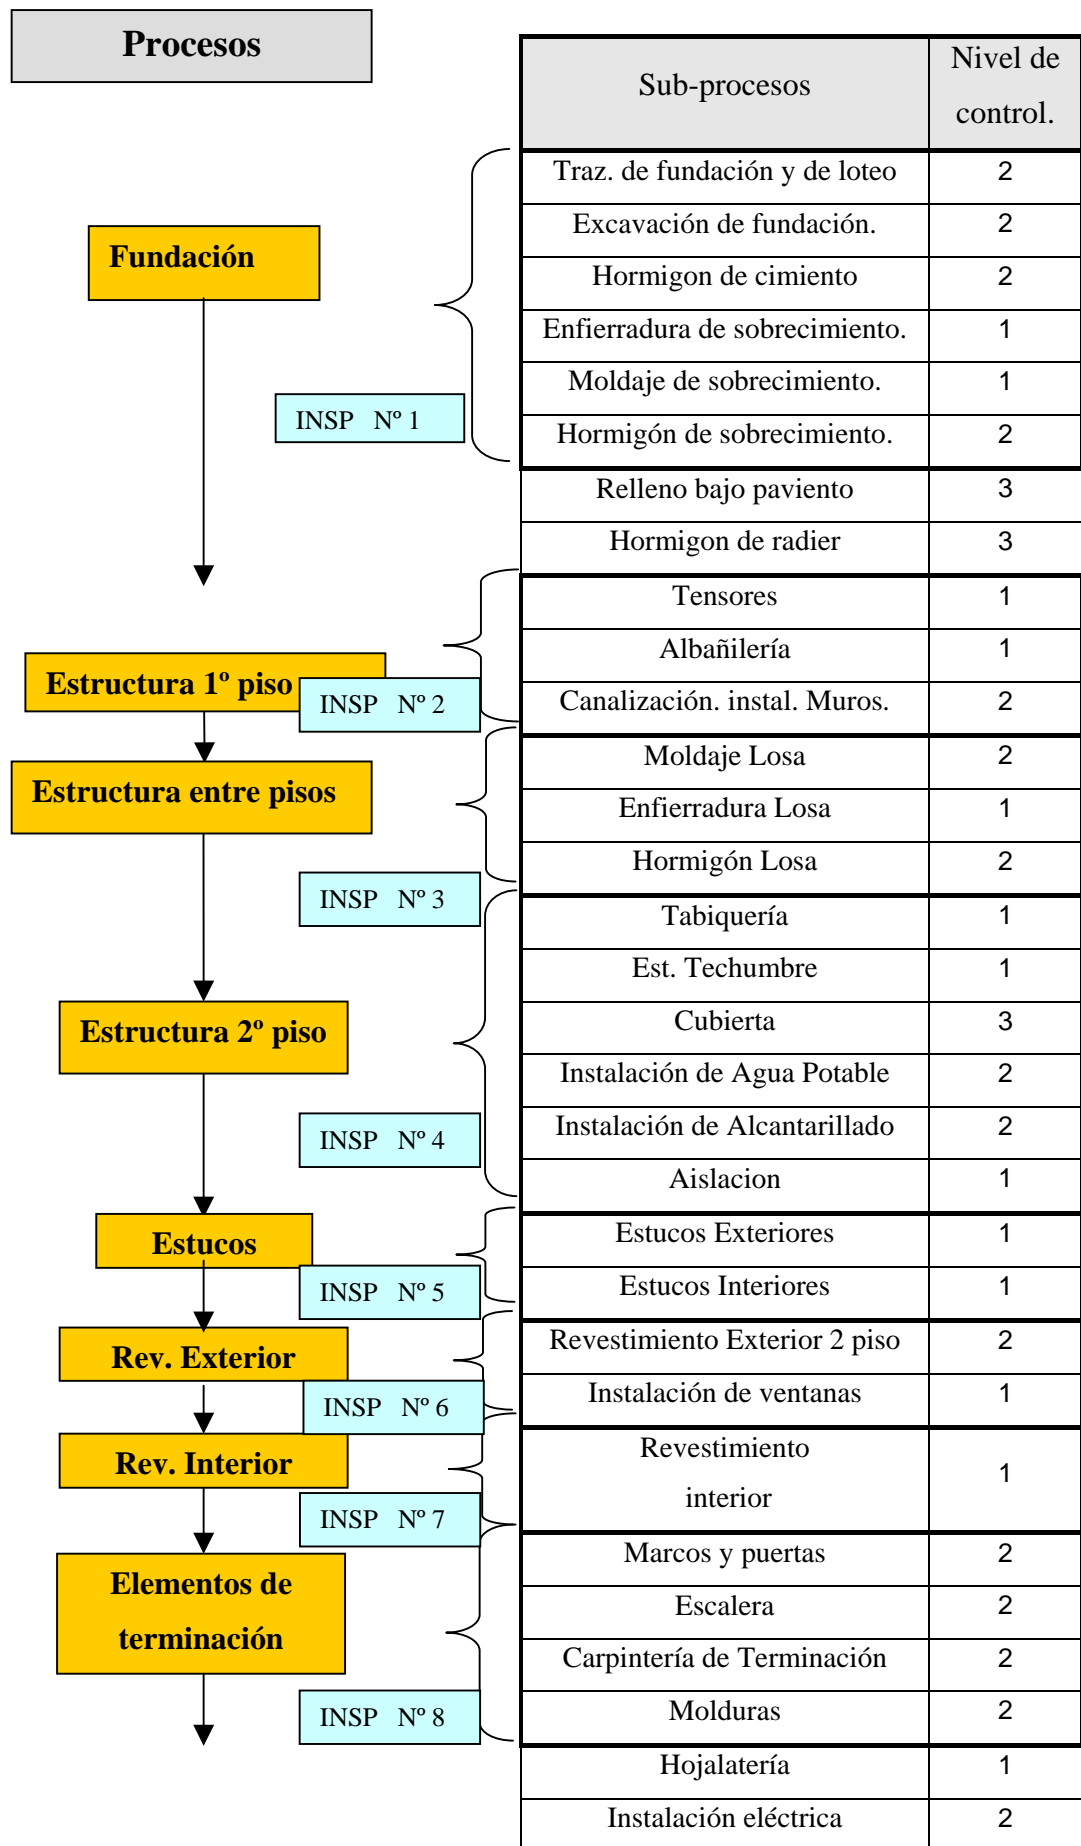 Procesos
Sub-procesos
Nivel de
control.
Traz. de fundación y de loteo 2
Excavación de fundación. 2
Fundación
Hormigon de cimiento 2
Enfierradura de sobrecimiento. 1
Moldaje de sobrecimiento. 1
INSP Nº 1
Hormigón de sobrecimiento. 2
Relleno bajo paviento 3
Hormigon de radier 3
Tensores 1
Albañilería 1
Estructura 1º piso
INSP Nº 2
Canalización. instal. Muros. 2
Moldaje Losa 2
Estructura entre pisos
Enfierradura Losa 1
Hormigón Losa 2
INSP Nº 3
Tabiquería 1
Est. Techumbre 1
Cubierta 3
Estructura 2º piso
Instalación de Agua Potable 2
INSP Nº 4
Instalación de Alcantarillado 2
Aislacion 1
Estucos Exteriores 1
Estucos
Estucos Interiores 1
INSP Nº 5
Revestimiento Exterior 2 piso 2
Rev. Exterior
Instalación de ventanas 1
INSP Nº 6
Rev. Interior
Revestimiento
interior 1
INSP Nº 7
Marcos y puertas 2
Elementos de
terminación
Escalera 2
Carpintería de Terminación 2
Molduras 2
INSP Nº 8
Hojalatería 1
Instalación eléctrica 2